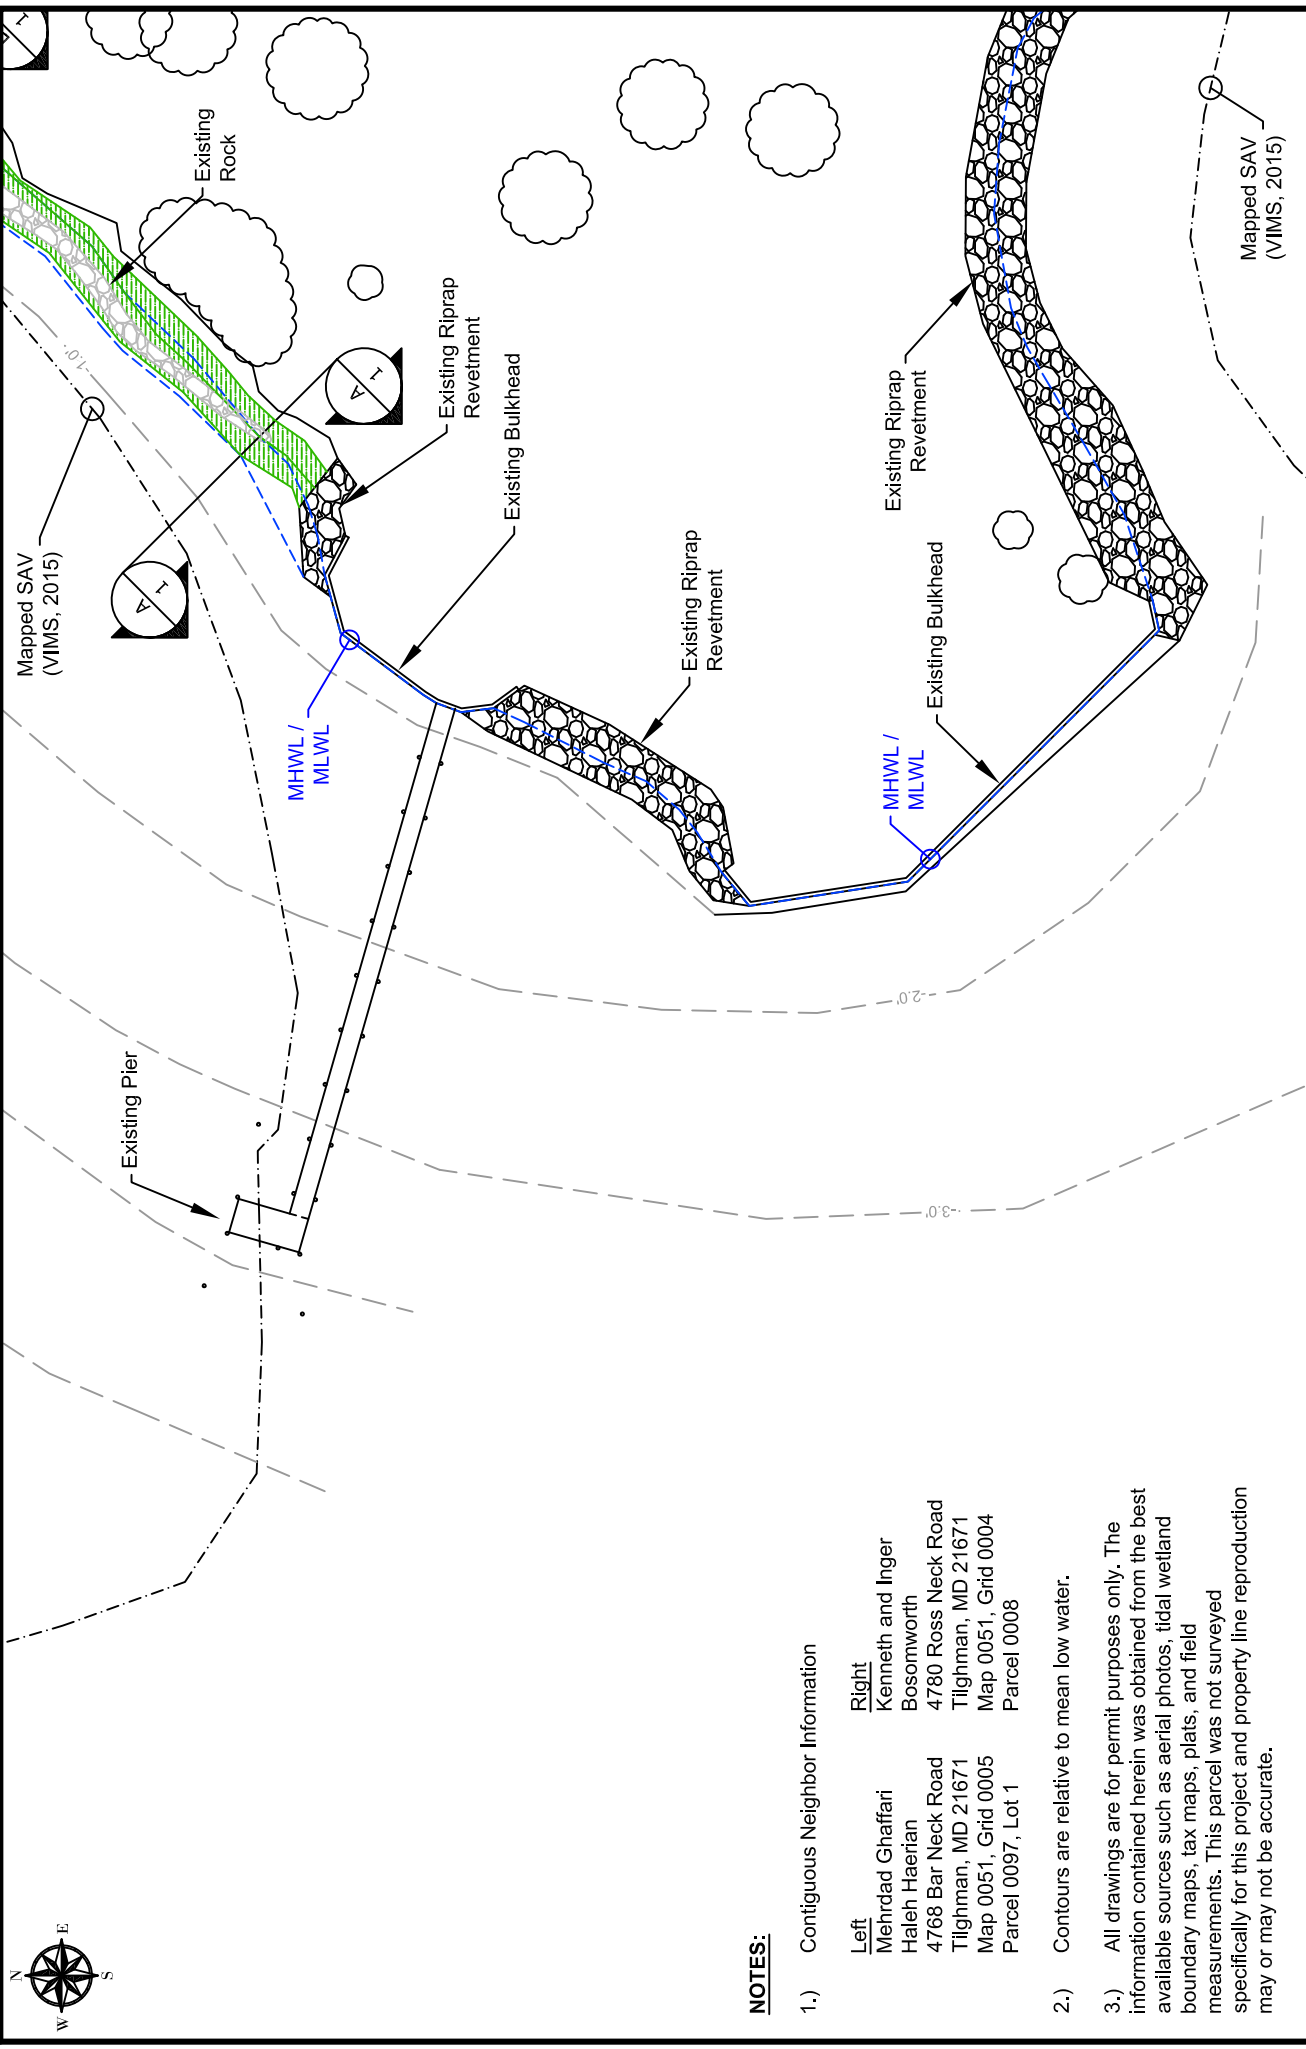 N
E
S
W
Mapped SAV
(VIMS, 2015)
Existing
Rock
-1.0'
A
1
A
1
1
Existing Riprap
Revetment
Existing Bulkhead
MHWL /
MLWL
Existing Riprap
Revetment
Existing Pier
Existing Riprap
Revetment
Existing Bulkhead
MHWL /
MLWL
-2.0'
-3.0'
Mapped SAV
(VIMS, 2015)
NOTES:
1.) Contiguous Neighbor Information
Left
Mehrdad Ghaffari
Haleh Haerian
4768 Bar Neck Road
Tilghman, MD 21671
Map 0051, Grid 0005
Parcel 0097, Lot 1
Right
Kenneth and Inger
Bosomworth
4780 Ross Neck Road
Tilghman, MD 21671
Map 0051, Grid 0004
Parcel 0008
2.) Contours are relative to mean low water.
3.) All drawings are for permit purposes only. The
information contained herein was obtained from the best
available sources such as aerial photos, tidal wetland
boundary maps, tax maps, plats, and field
measurements. This parcel was not surveyed
specifically for this project and property line reproduction
may or may not be accurate.